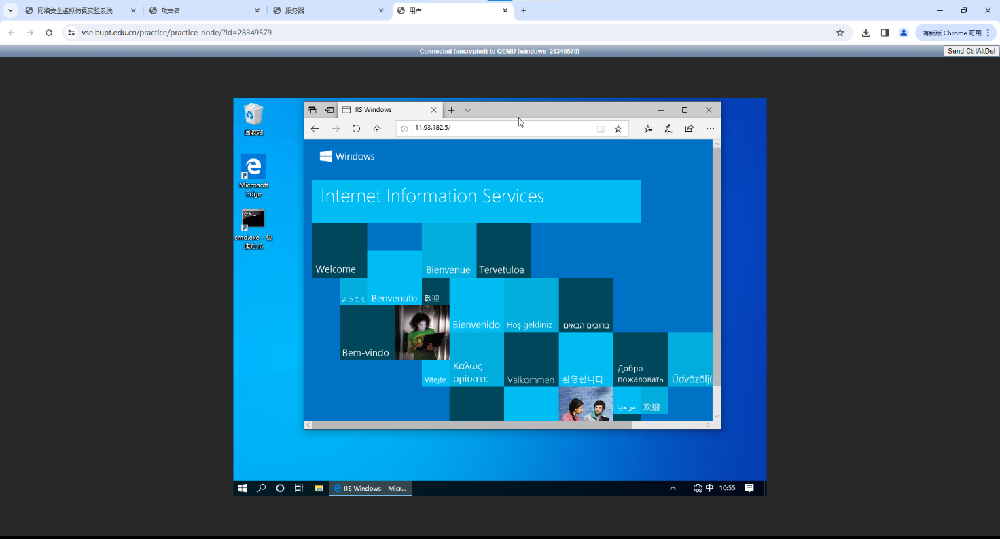 网络安全虚拟仿真实验系统
攻击者
服务器
用户
vse.bupt.edu.cn/practice/practice_node/?id=28349579
有新版 Chrome 可用
Connected (encrypted) to QEMU (windows_28349579)
Send CtrlAltDel
回收站
Microsoft
Edge
cmd.exe - 快
捷方式
IIS Windows
11.93.182.5/
Windows
Internet Information Services
Welcome
Bienvenue
Tervetuloa
ようこそ
Benvenuto
歡迎
Bienvenido
Hoş geldiniz
ברוכים הבאים
Bem-vindo
Vítejte
Καλώς
ορίσατε
Välkommen
환영합니다
Добро
пожаловать
Üdvözöljü
مرحبا
欢迎
IIS Windows - Micr...
中
10:55